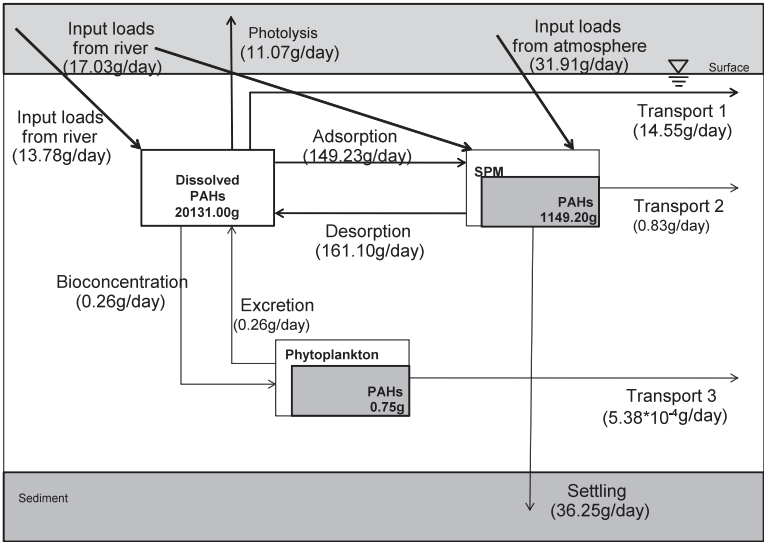 Input loads
from river
(17.03g/day)
Photolysis
(11.07g/day)
Input loads
from atmosphere
(31.91g/day)
Surface
Input loads
from river
(13.78g/day)
Transport 1
(14.55g/day)
Adsorption
(149.23g/day)
Dissolved
PAHs
20131.00g
SPM
PAHs
1149.20g
Transport 2
(0.83g/day)
Desorption
(161.10g/day)
Bioconcentration
(0.26g/day)
Excretion
(0.26g/day)
Phytoplankton
PAHs
0.75g
Transport 3
(5.38*10⁻⁴g/day)
Sediment
Settling
(36.25g/day)